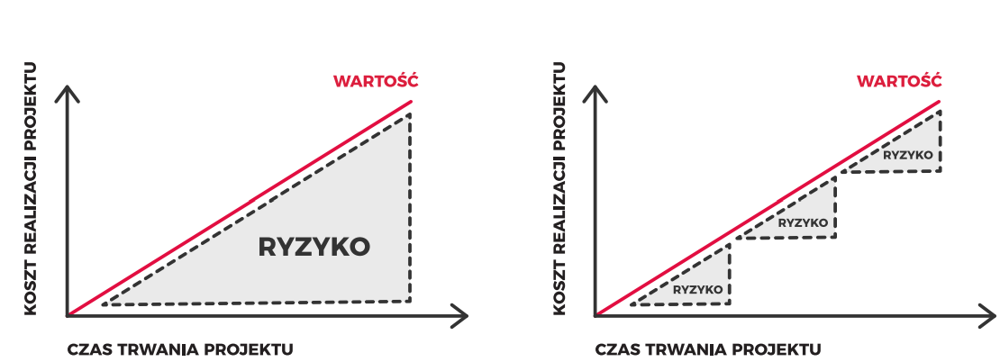 KOSZT REALIZACJI PROJEKTU
WARTOŚĆ
RYZYKO
CZAS TRWANIA PROJEKTU
KOSZT REALIZACJI PROJEKTU
WARTOŚĆ
RYZYKO
RYZYKO
RYZYKO
CZAS TRWANIA PROJEKTU